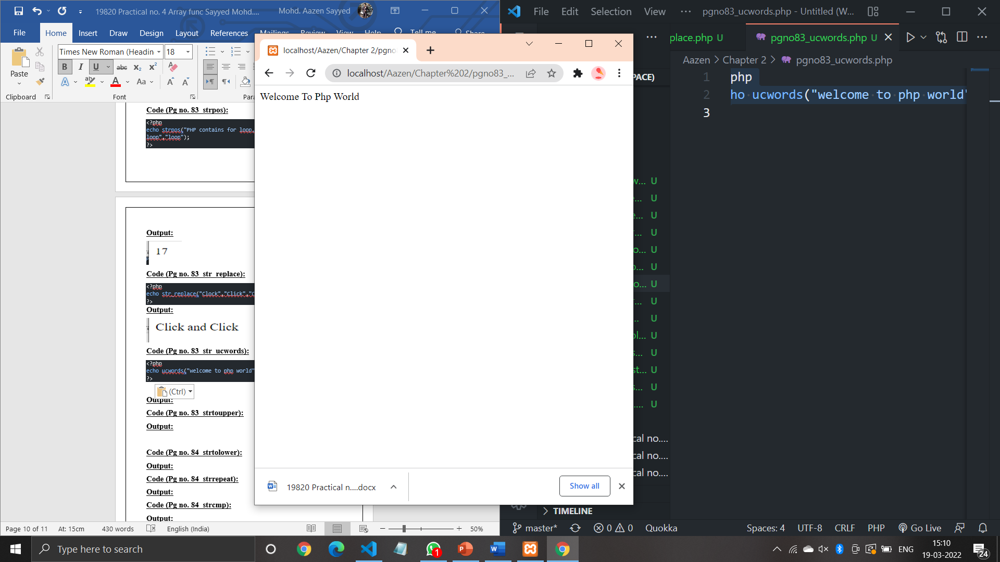 19820 Practical no. 4 Array func Sayyed Mohd....
Mohd. Aazen Sayyed
File
Home
Insert
Draw
Design
Layout
References
Mailings
Review
View
Help
Tell me
Share
Paste
Clipboard
Times New Roman (Headin
18
Font
Para
Code (Pg no. 83 strpos):
<?php
echo strpos("PHP contains for loop,
loop","loop");
?>
Output:
17
Code (Pg no. 83 str_replace):
<?php
echo str_replace("Clock","Click","C
?>
Output:
Click and Click
Code (Pg no. 83 str_ucwords):
<?php
echo ucwords("welcome to php world"
?>
(Ctrl)
Output:
Code (Pg no. 83 strtoupper):
Output:
Code (Pg no. 84 strtolower):
Output:
Code (Pg no. 84 strrepeat):
Output:
Code (Pg no. 84 strcmp):
Output:
Page 10 of 11
At: 15cm
430 words
English (India)
50%
localhost/Aazen/Chapter 2/pgno
localhost/Aazen/Chapter%202/pgno83_...
Welcome To Php World
19820 Practical n....docx
Show all
File
Edit
Selection
View
···
pgno83_ucwords.php - Untitled (W...
place.php U
pgno83_ucwords.php U
Aazen > Chapter 2 > pgno83_ucwords.php
PACE)
1 php
2 ho ucwords("welcome to php world"
3
w... U
... U
e... U
... U
o... U
o... U
o... U
... U
.. U
ol... U
s... U
st... U
s... U
.... U
cal no....
cal no....
cal no....
TIMELINE
master*
0
0
Quokka
Spaces: 4
UTF-8
CRLF
PHP
Go Live
Type here to search
1
ENG
15:10
19-03-2022
24